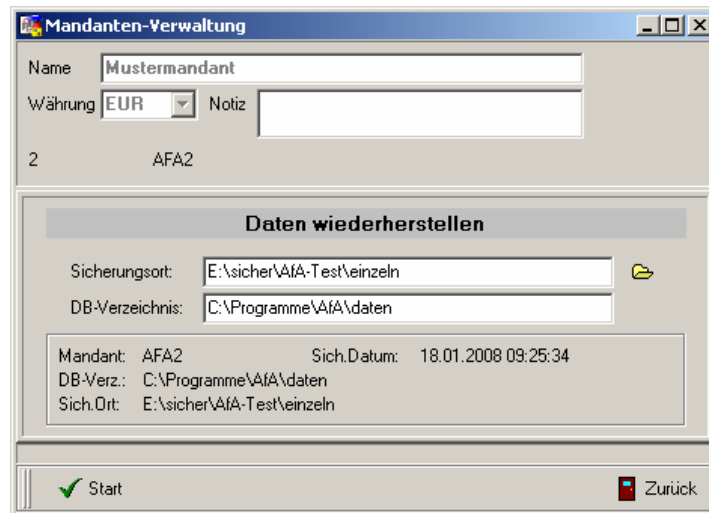 Mandanten-Verwaltung
Name Mustermandant
Währung EUR Notiz
2 AFA2
Daten wiederherstellen
Sicherungsort: E:\sicher\AfA-Test\einzeln
DB-Verzeichnis: C:\Programme\AfA\daten
Mandant: AFA2 Sich.Datum: 18.01.2008 09:25:34
DB-Verz.: C:\Programme\AfA\daten
Sich.Ort: E:\sicher\AfA-Test\einzeln
Start Zurück